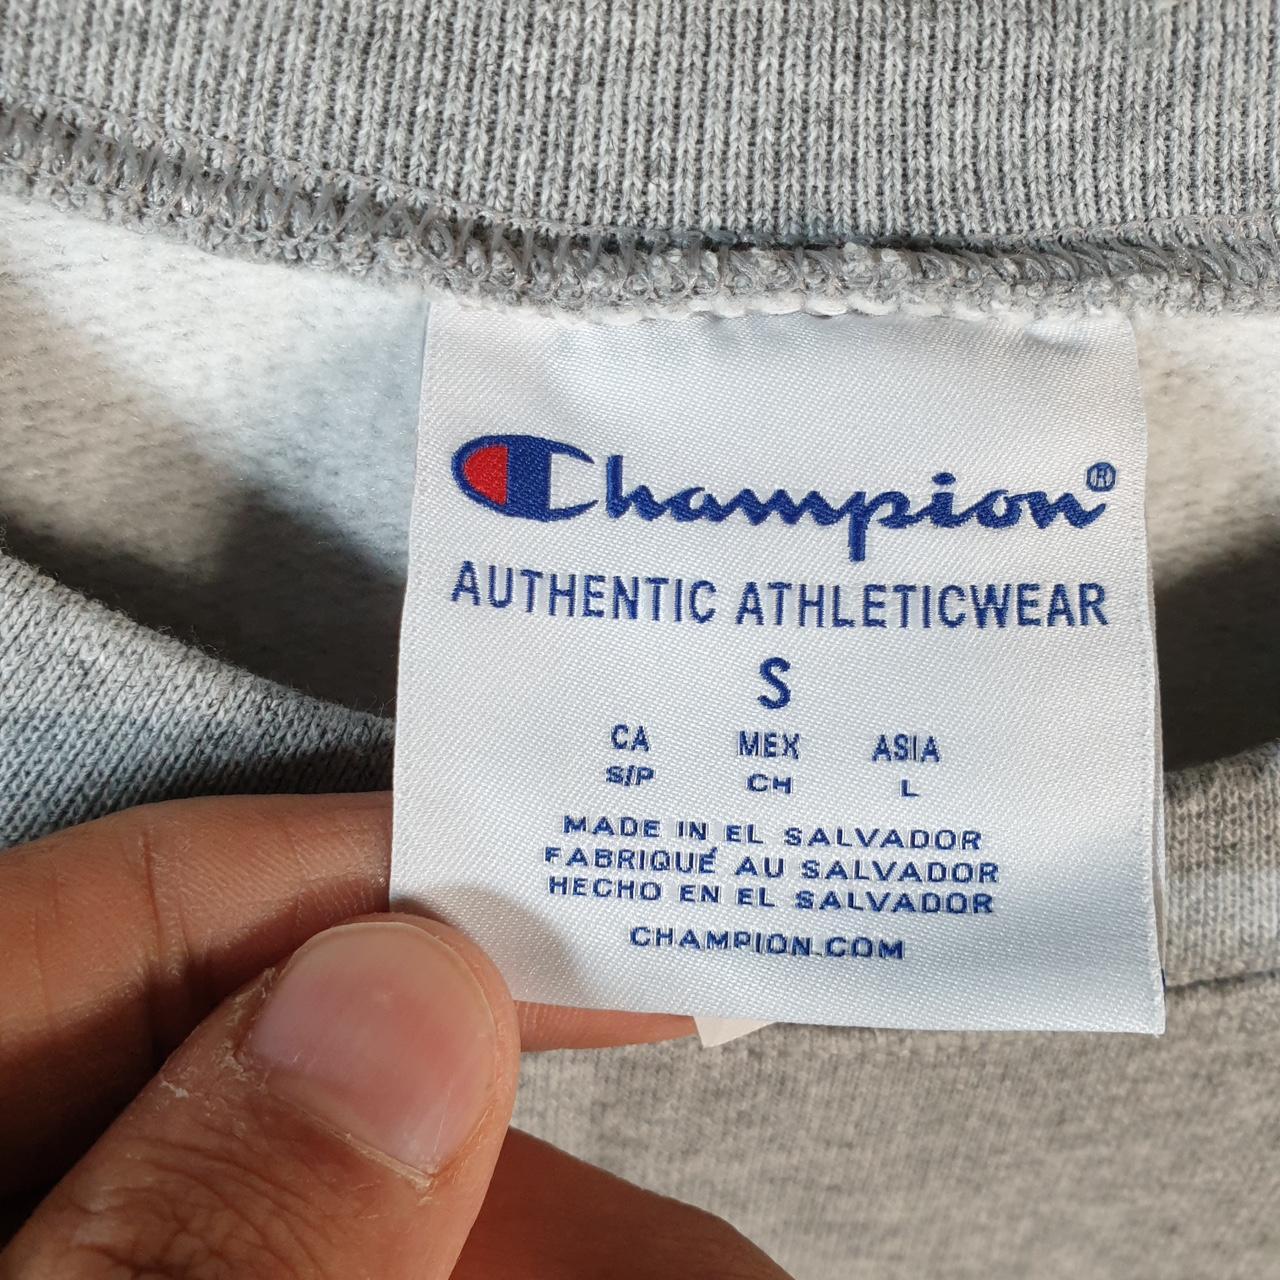 Champion®
AUTHENTIC ATHLETICWEAR
S
CA MEX ASIA
S/P CH L
MADE IN EL SALVADOR
FABRIQUÉ AU SALVADOR
HECHO EN EL SALVADOR
CHAMPION.COM